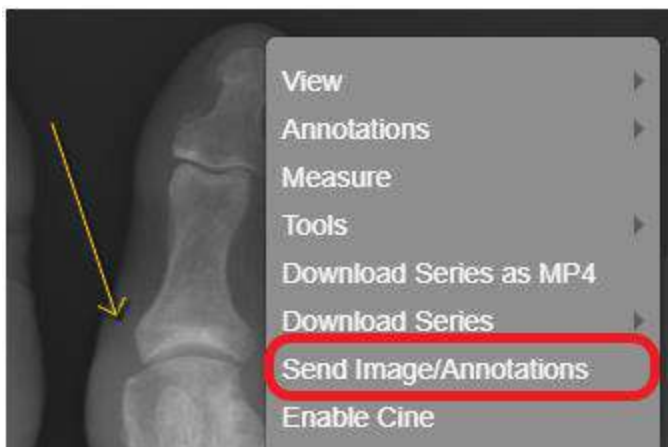 View
Annotations
Measure
Tools
Download Series as MP4
Download Series
Send Image/Annotations
Enable Cine